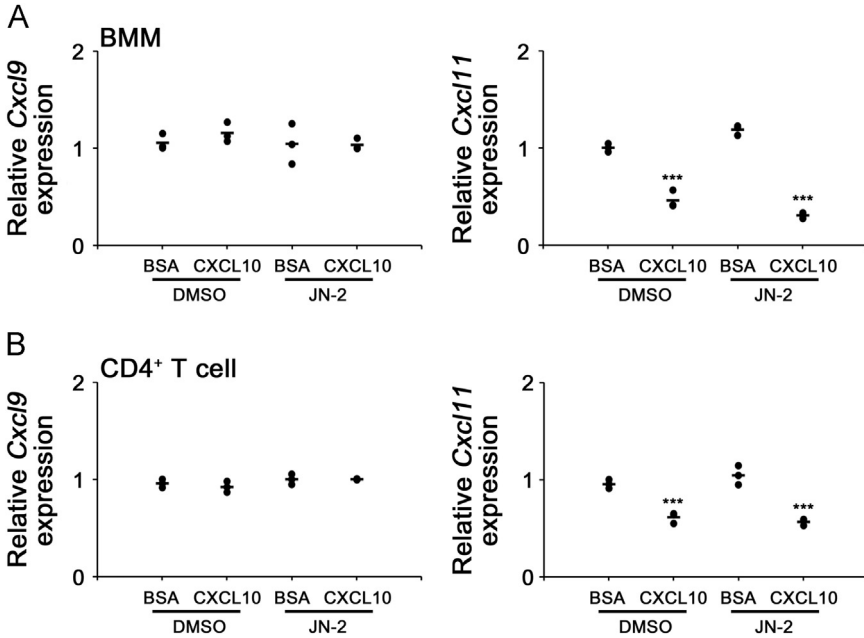 A
BMM
Relative Cxcl9
expression
2
1
0
BSA CXCL10 BSA CXCL10
DMSO JN-2
Relative Cxcl11
expression
2
1
0
***
***
BSA CXCL10 BSA CXCL10
DMSO JN-2
B
CD4⁺ T cell
Relative Cxcl9
expression
2
1
0
BSA CXCL10 BSA CXCL10
DMSO JN-2
Relative Cxcl11
expression
2
1
0
***
***
BSA CXCL10 BSA CXCL10
DMSO JN-2